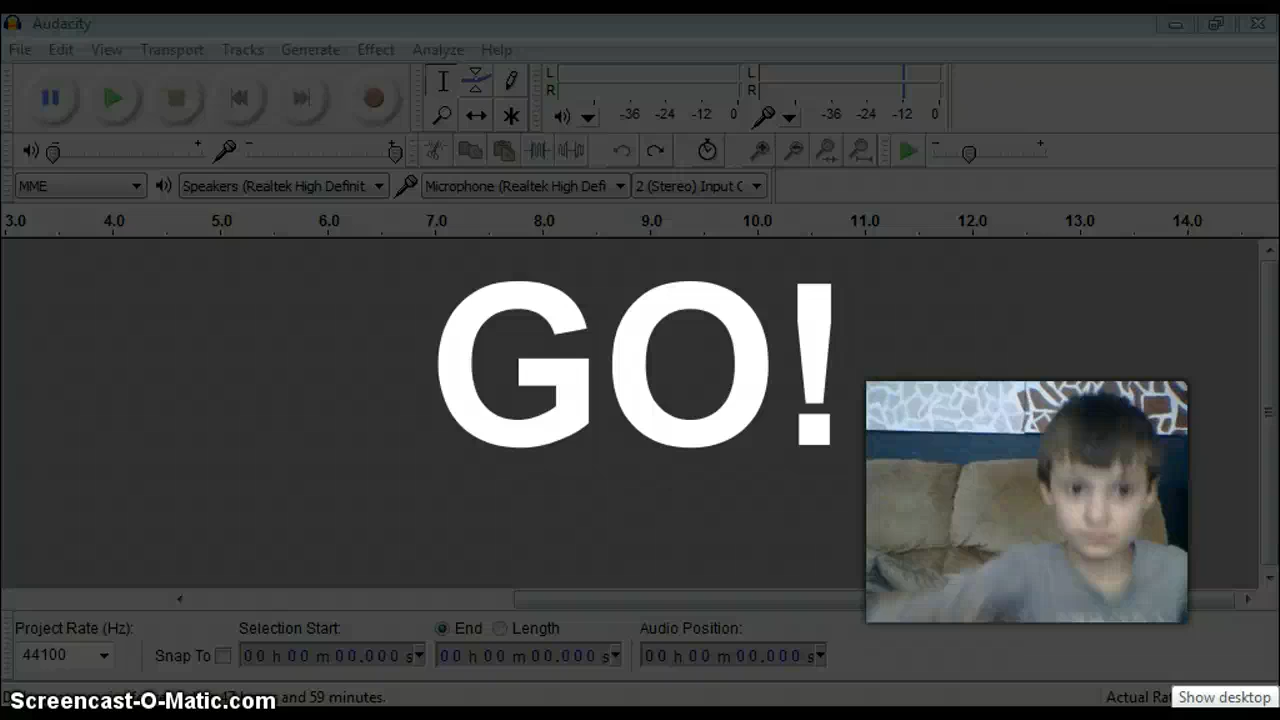 Audacity
File Edit View Transport Tracks Generate Effect Analyze Help
L
R
-36 -24 -12 0
L
R
-36 -24 -12 0
- +
- +
- +
MME Speakers (Realtek High Definit Microphone (Realtek High Defi 2 (Stereo) Input C
3.0 4.0 5.0 6.0 7.0 8.0 9.0 10.0 11.0 12.0 13.0 14.0
GO!
Project Rate (Hz): Selection Start: End Length Audio Position:
44100 Snap To 00 h 00 m 00.000 s 00 h 00 m 00.000 s 00 h 00 m 00.000 s
and 59 minutes. Actual Rat
Screencast-O-Matic.com
Show desktop